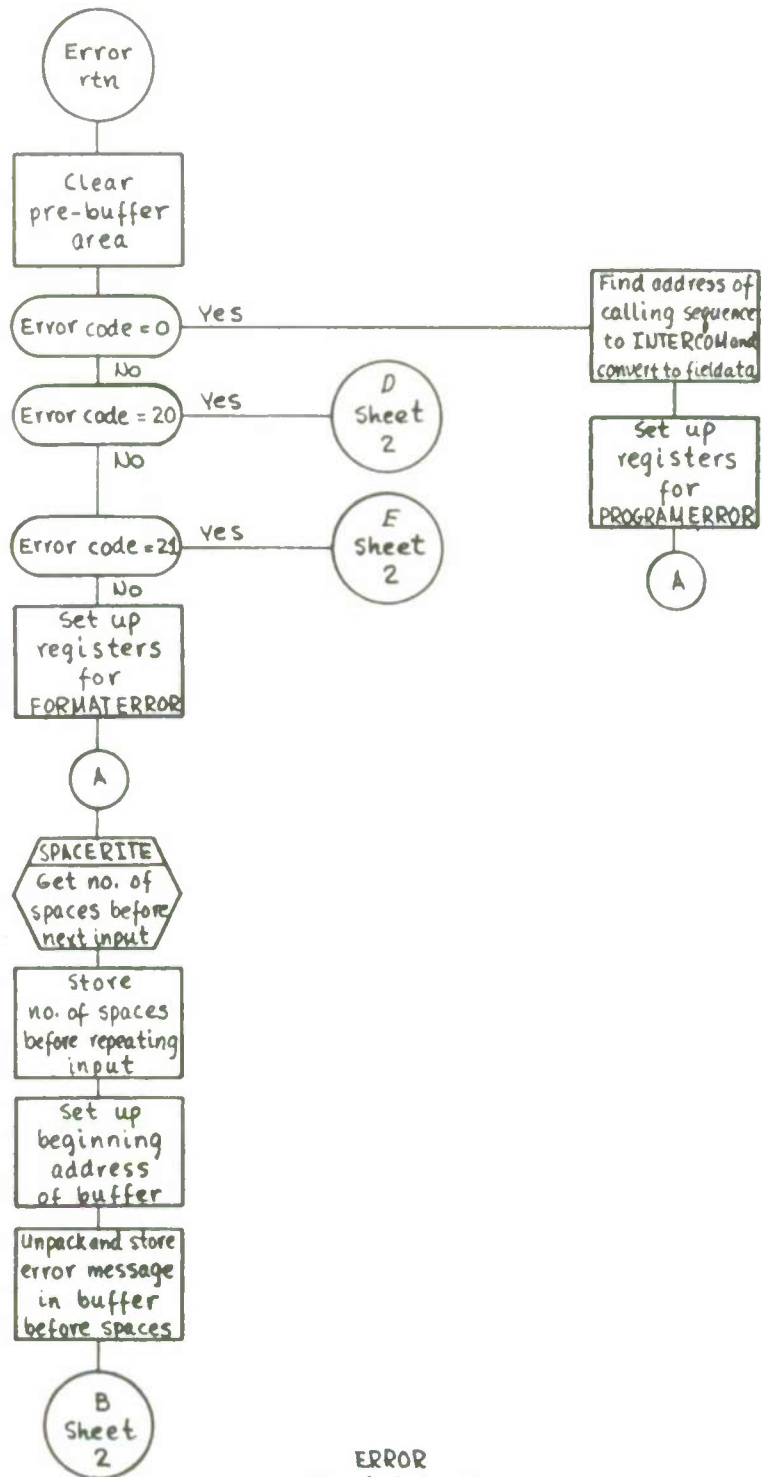 Error
rtn
Clear
pre-buffer
area
Error code = 0
Yes
No
Find address of
calling sequence
to INTERCOM and
convert to fieldata
Set up
registers
for
PROGRAM ERROR
A
Error code = 20
Yes
No
D
Sheet
2
Error code = 21
Yes
No
E
Sheet
2
Set up
registers
for
FORMAT ERROR
A
SPACERITE
Get no. of
spaces before
next input
Store
no. of spaces
before repeating
input
Set up
beginning
address
of buffer
Unpack and store
error message
in buffer
before spaces
B
Sheet
2
ERROR